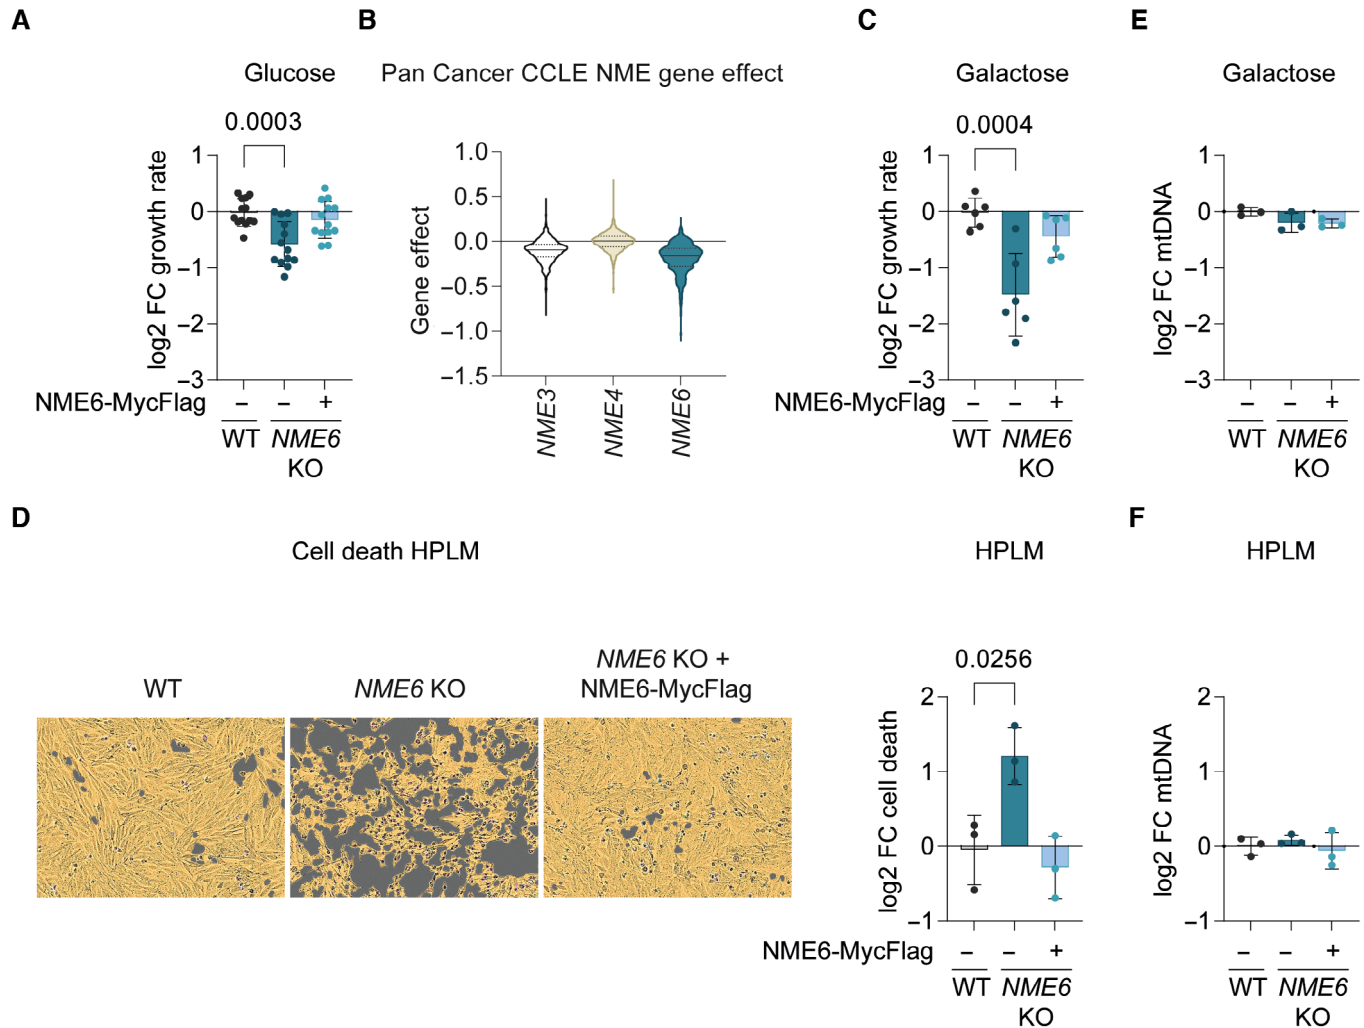 A
B
C
E
Glucose
Pan Cancer CCLE NME gene effect
Galactose
Galactose
0.0003
log2 FC growth rate
1
0
−1
−2
−3
NME6-MycFlag
− − +
WT NME6
KO
Gene effect
1.0
0.5
0.0
−0.5
−1.0
−1.5
NME3
NME4
NME6
0.0004
log2 FC growth rate
1
0
−1
−2
−3
NME6-MycFlag
− − +
WT NME6
KO
log2 FC mtDNA
1
0
−1
−2
−3
− − +
WT NME6
KO
D
F
Cell death HPLM
HPLM
HPLM
WT
NME6 KO
NME6 KO +
NME6-MycFlag
0.0256
log2 FC cell death
2
1
0
−1
NME6-MycFlag
− − +
WT NME6
KO
log2 FC mtDNA
2
1
0
−1
− − +
WT NME6
KO